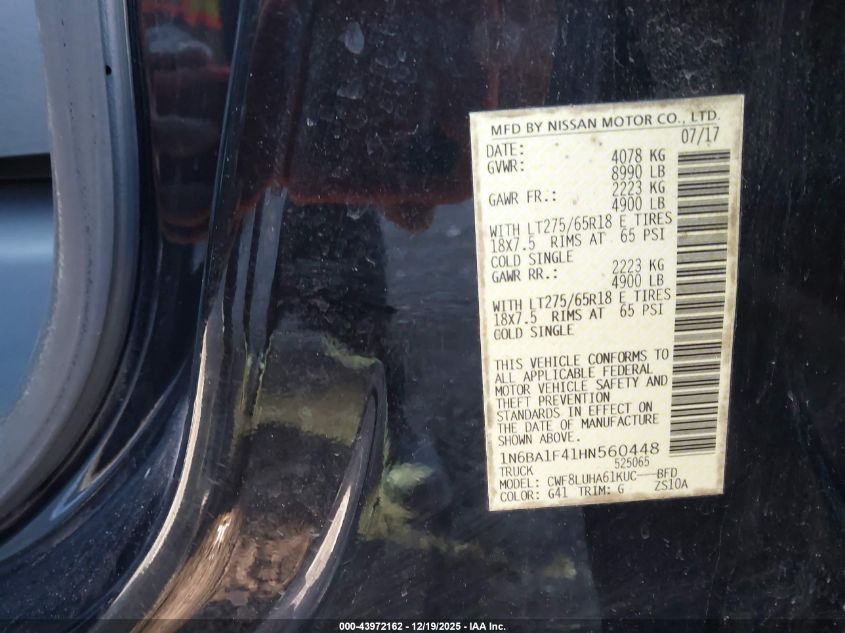 MFD BY NISSAN MOTOR CO., LTD.
DATE: 07/17
GVWR: 4078 KG
8990 LB
GAWR FR.: 2223 KG
4900 LB
WITH LT275/65R18 E TIRES
18X7.5 RIMS AT 65 PSI
COLD SINGLE
GAWR RR.: 2223 KG
4900 LB
WITH LT275/65R18 E TIRES
18X7.5 RIMS AT 65 PSI
COLD SINGLE
THIS VEHICLE CONFORMS TO
ALL APPLICABLE FEDERAL
MOTOR VEHICLE SAFETY AND
THEFT PREVENTION
STANDARDS IN EFFECT ON
THE DATE OF MANUFACTURE
SHOWN ABOVE.
1N6BA1F41HN560448
TRUCK 525065
MODEL: CWF8LUHA61KUC---BFD
COLOR: G41 TRIM: G ZS10A
000-43972162 - 12/19/2025 - IAA Inc.